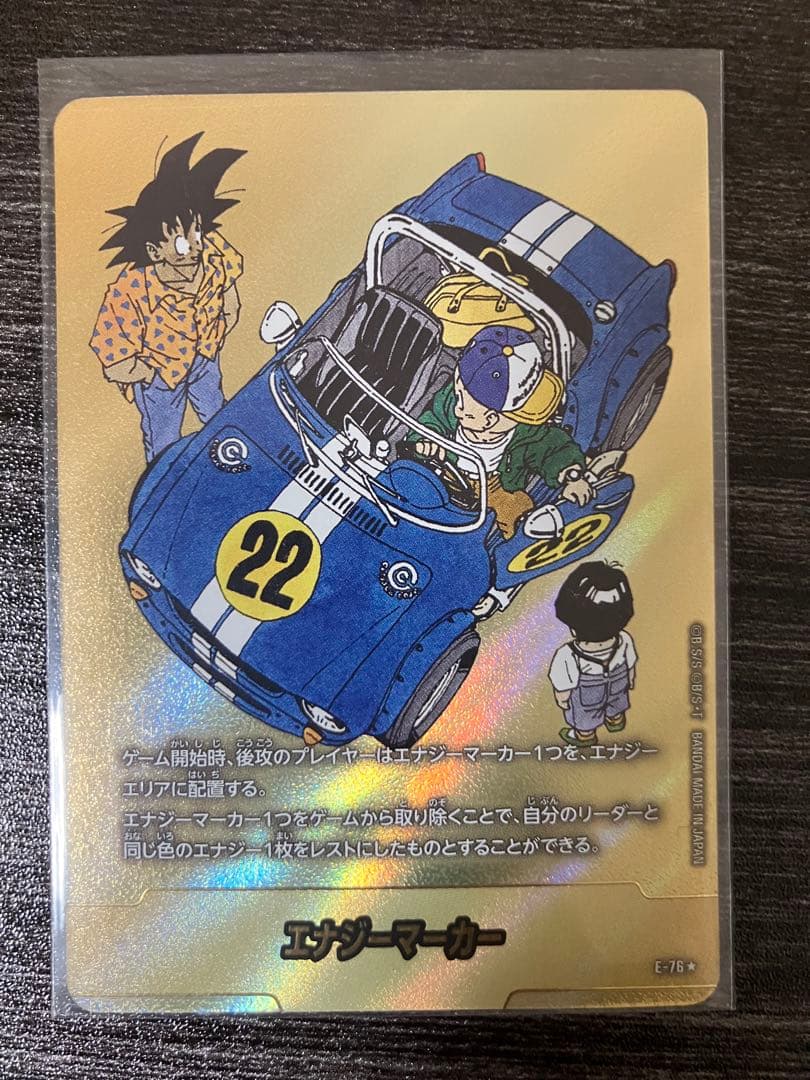 22
22
ゲーム開始時、後攻のプレイヤーはエナジーマーカー1つを、エナジー
エリアに配置する。
エナジーマーカー1つをゲームから取り除くことで、自分のリーダーと
同じ色のエナジー1枚をレストにしたものとすることができる。
エナジーマーカー
E-76★
©B.S/S ©B/S・T BANDAI MADE IN JAPAN